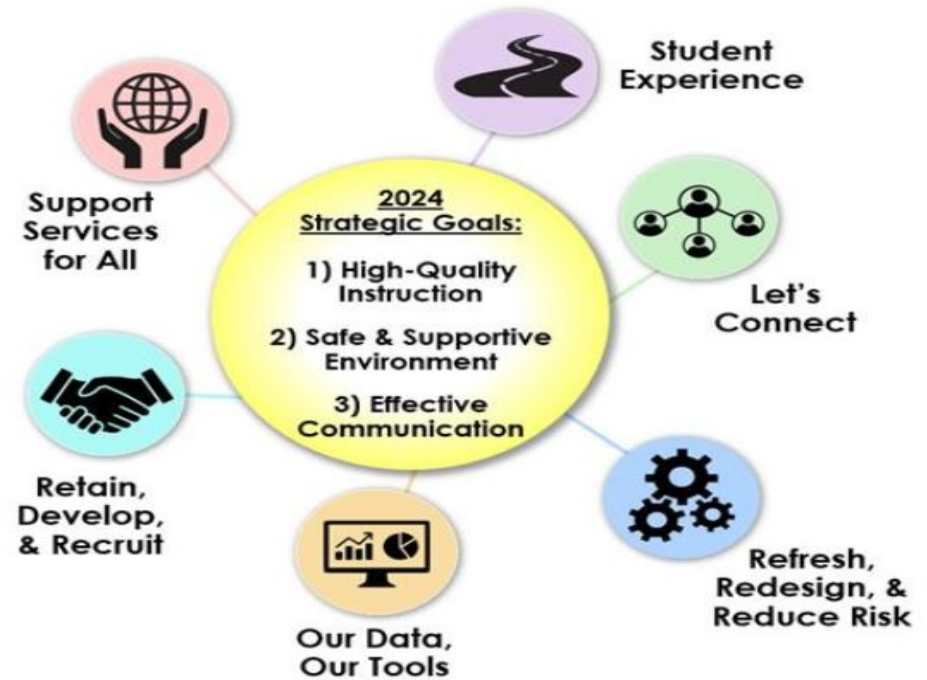 Student
Experience
Support
Services
for All
2024
Strategic Goals:
1) High-Quality
Instruction
2) Safe & Supportive
Environment
3) Effective
Communication
Let's
Connect
Retain,
Develop,
& Recruit
Refresh,
Redesign, &
Reduce Risk
Our Data,
Our Tools